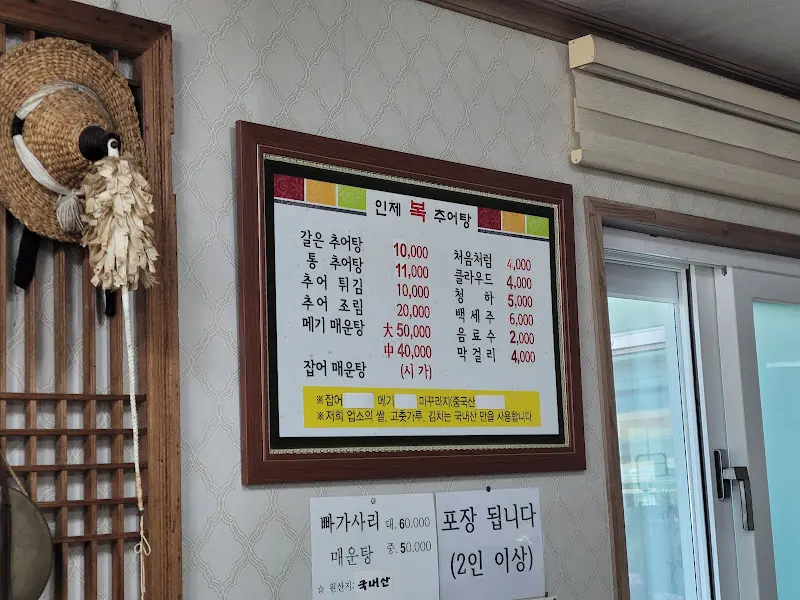 인제 복 추어탕
갈은 추어탕 10,000
통 추어탕 11,000
추어 튀김 10,000
추어 조림 20,000
메기 매운탕 大 50,000
中 40,000
잡어 매운탕 (시가)
처음처럼 4,000
클라우드 4,000
청 하 5,000
백세주 6,000
음료수 2,000
막걸리 4,000
※잡어 메기 미꾸라지(중국산
※저희 업소의 쌀, 고춧가루, 김치는 국내산 만을 사용합니다
빠가사리 대. 60.000
매운탕 중. 50.000
☆ 원산지: 국내산
포장 됩니다
(2인 이상)